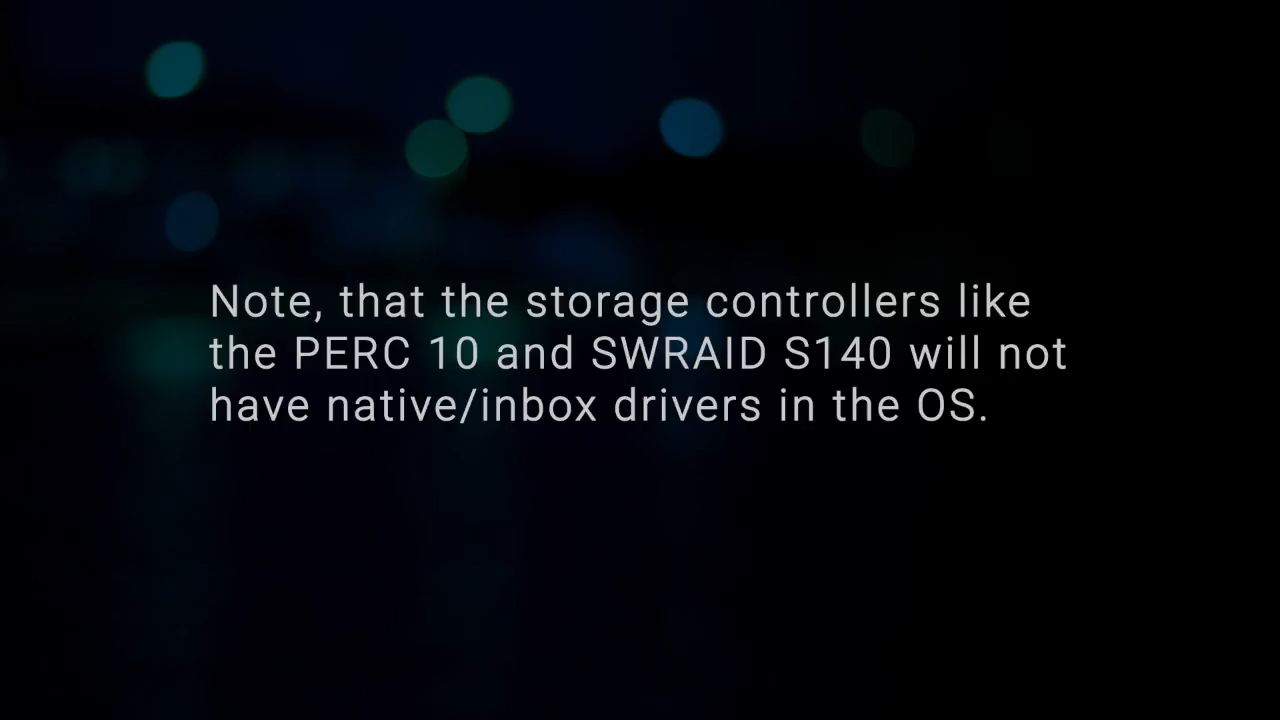 Note, that the storage controllers like
the PERC 10 and SWRAID S140 will not
have native/inbox drivers in the OS.